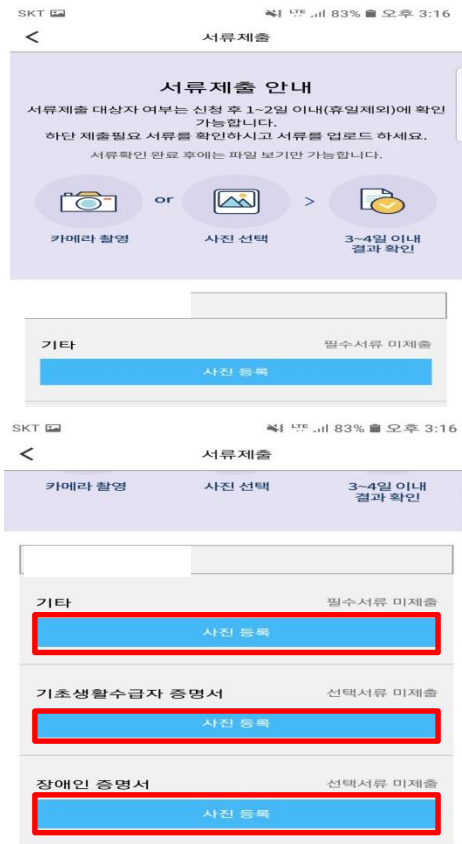 SKT LTE 83% 오후 3:16
< 서류제출
서류제출 안내
서류제출 대상자 여부는 신청 후 1~2일 이내(휴일제외)에 확인
가능합니다.
하단 제출필요 서류를 확인하시고 서류를 업로드 하세요.
서류확인 완료 후에는 파일 보기만 가능합니다.
or >
카메라 촬영 사진 선택 3~4일 이내
결과 확인
기타 필수서류 미제출
사진 등록
SKT LTE 83% 오후 3:16
< 서류제출
카메라 촬영 사진 선택 3~4일 이내
결과 확인
기타 필수서류 미제출
사진 등록
기초생활수급자 증명서 선택서류 미제출
사진 등록
장애인 증명서 선택서류 미제출
사진 등록